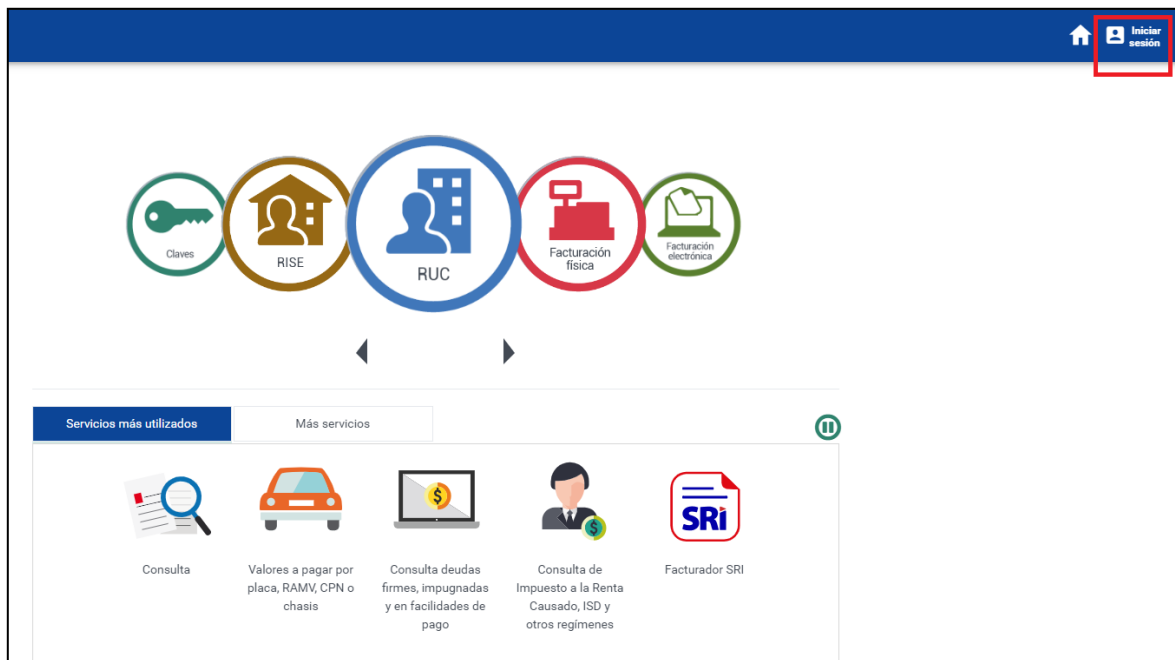 Iniciar
sesión
Claves
RISE
RUC
Facturación
física
Facturación
electrónica
Servicios más utilizados
Más servicios
SRi
Consulta
Valores a pagar por
placa, RAMV, CPN o
chasis
Consulta deudas
firmes, impugnadas
y en facilidades de
pago
Consulta de
Impuesto a la Renta
Causado, ISD y
otros regímenes
Facturador SRI